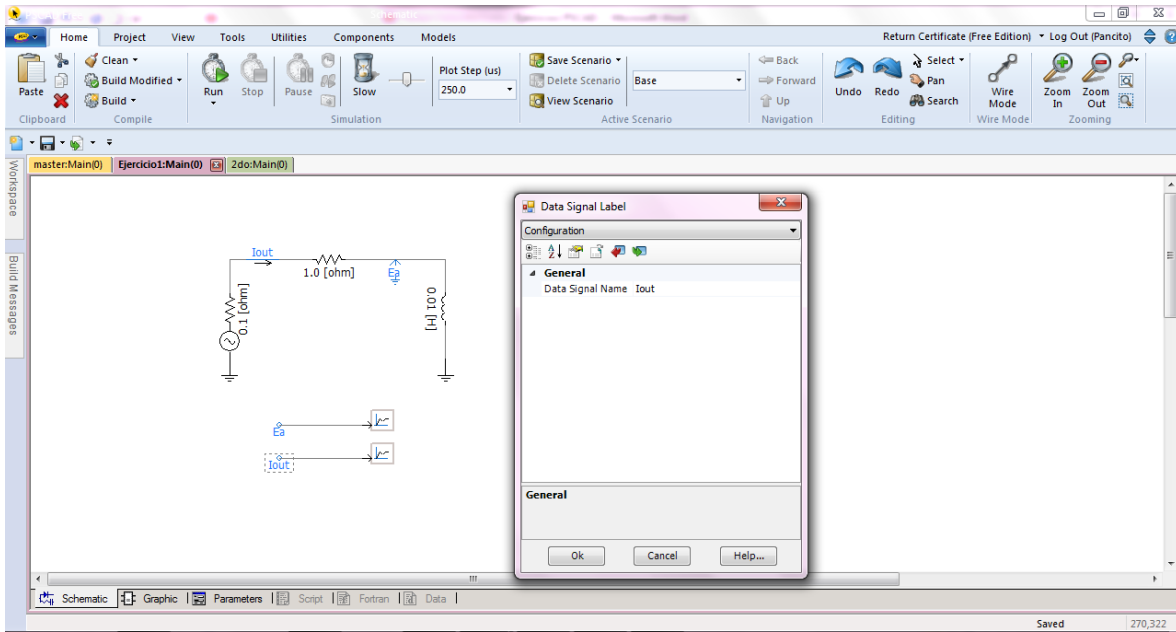 Home Project View Tools Utilities Components Models Return Certificate (Free Edition) Log Out (Pancito)
Paste
Clean
Build Modified
Build
Run
Stop
Pause
Slow
Plot Step (us)
250.0
Save Scenario
Delete Scenario
View Scenario
Base
Back
Forward
Up
Undo
Redo
Select
Pan
Search
Wire Mode
Zoom In
Zoom Out
Clipboard Compile Simulation Active Scenario Navigation Editing Wire Mode Zooming
master:Main(0) Ejercicio1:Main(0) 2do:Main(0)
Workspace
Build Messages
Iout
1.0 [ohm]
Ea
0.1 [ohm]
0.01 [H]
Ea
Iout
Data Signal Label
Configuration
General
Data Signal Name Iout
General
Ok Cancel Help...
Schematic Graphic Parameters Script Fortran Data
Saved 270,322